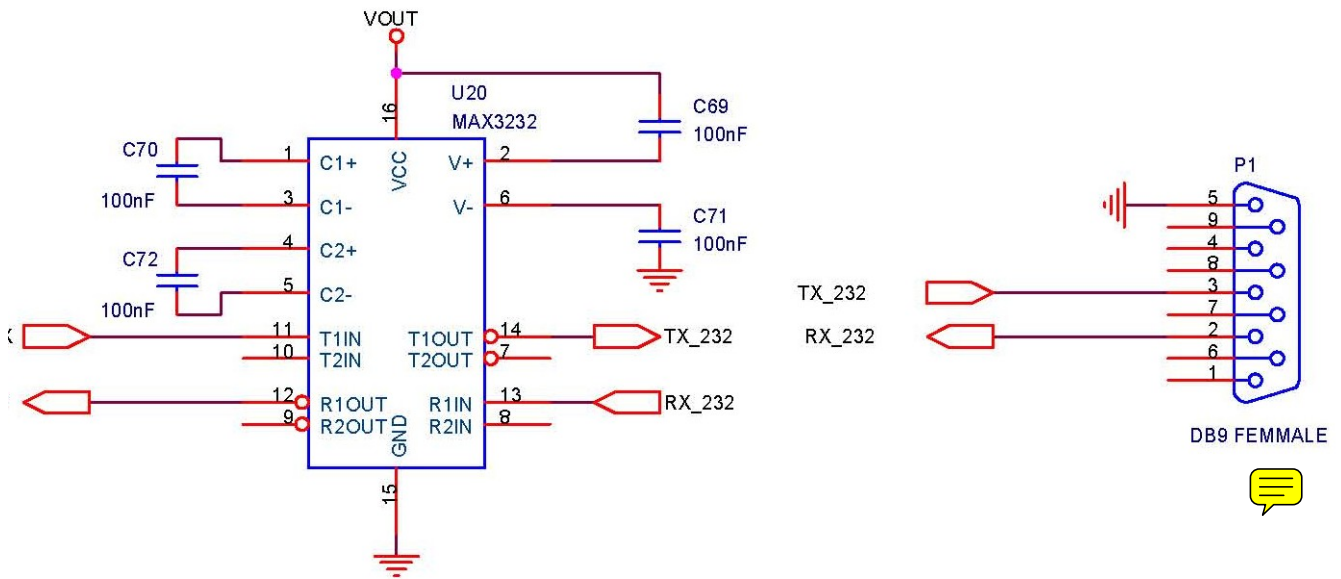 VOUT
U20
MAX3232
16
VCC
C69
100nF
C70
100nF
1
C1+
V+
2
3
C1-
V-
6
C71
100nF
C72
100nF
4
C2+
5
C2-
11
T1IN
T1OUT
14
TX_232
10
T2IN
T2OUT
7
12
R1OUT
R1IN
13
RX_232
9
R2OUT
R2IN
8
GND
15
P1
5
9
4
8
TX_232
3
7
RX_232
2
6
1
DB9 FEMMALE